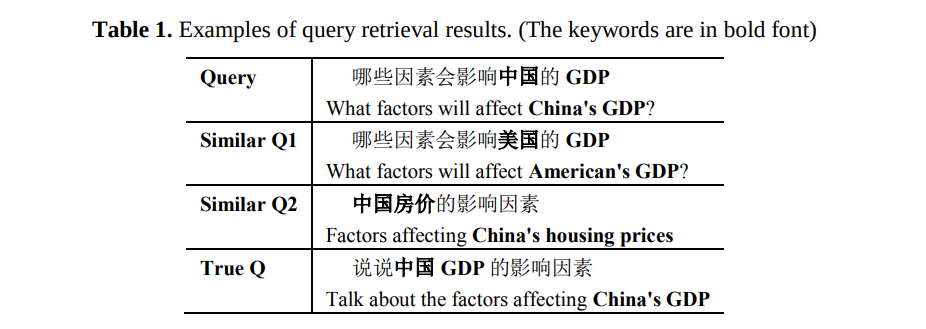 Table 1. Examples of query retrieval results. (The keywords are in bold font)
Query
哪些因素会影响中国的 GDP
What factors will affect China's GDP?
Similar Q1
哪些因素会影响美国的 GDP
What factors will affect American's GDP?
Similar Q2
中国房价的影响因素
Factors affecting China's housing prices
True Q
说说中国 GDP 的影响因素
Talk about the factors affecting China's GDP